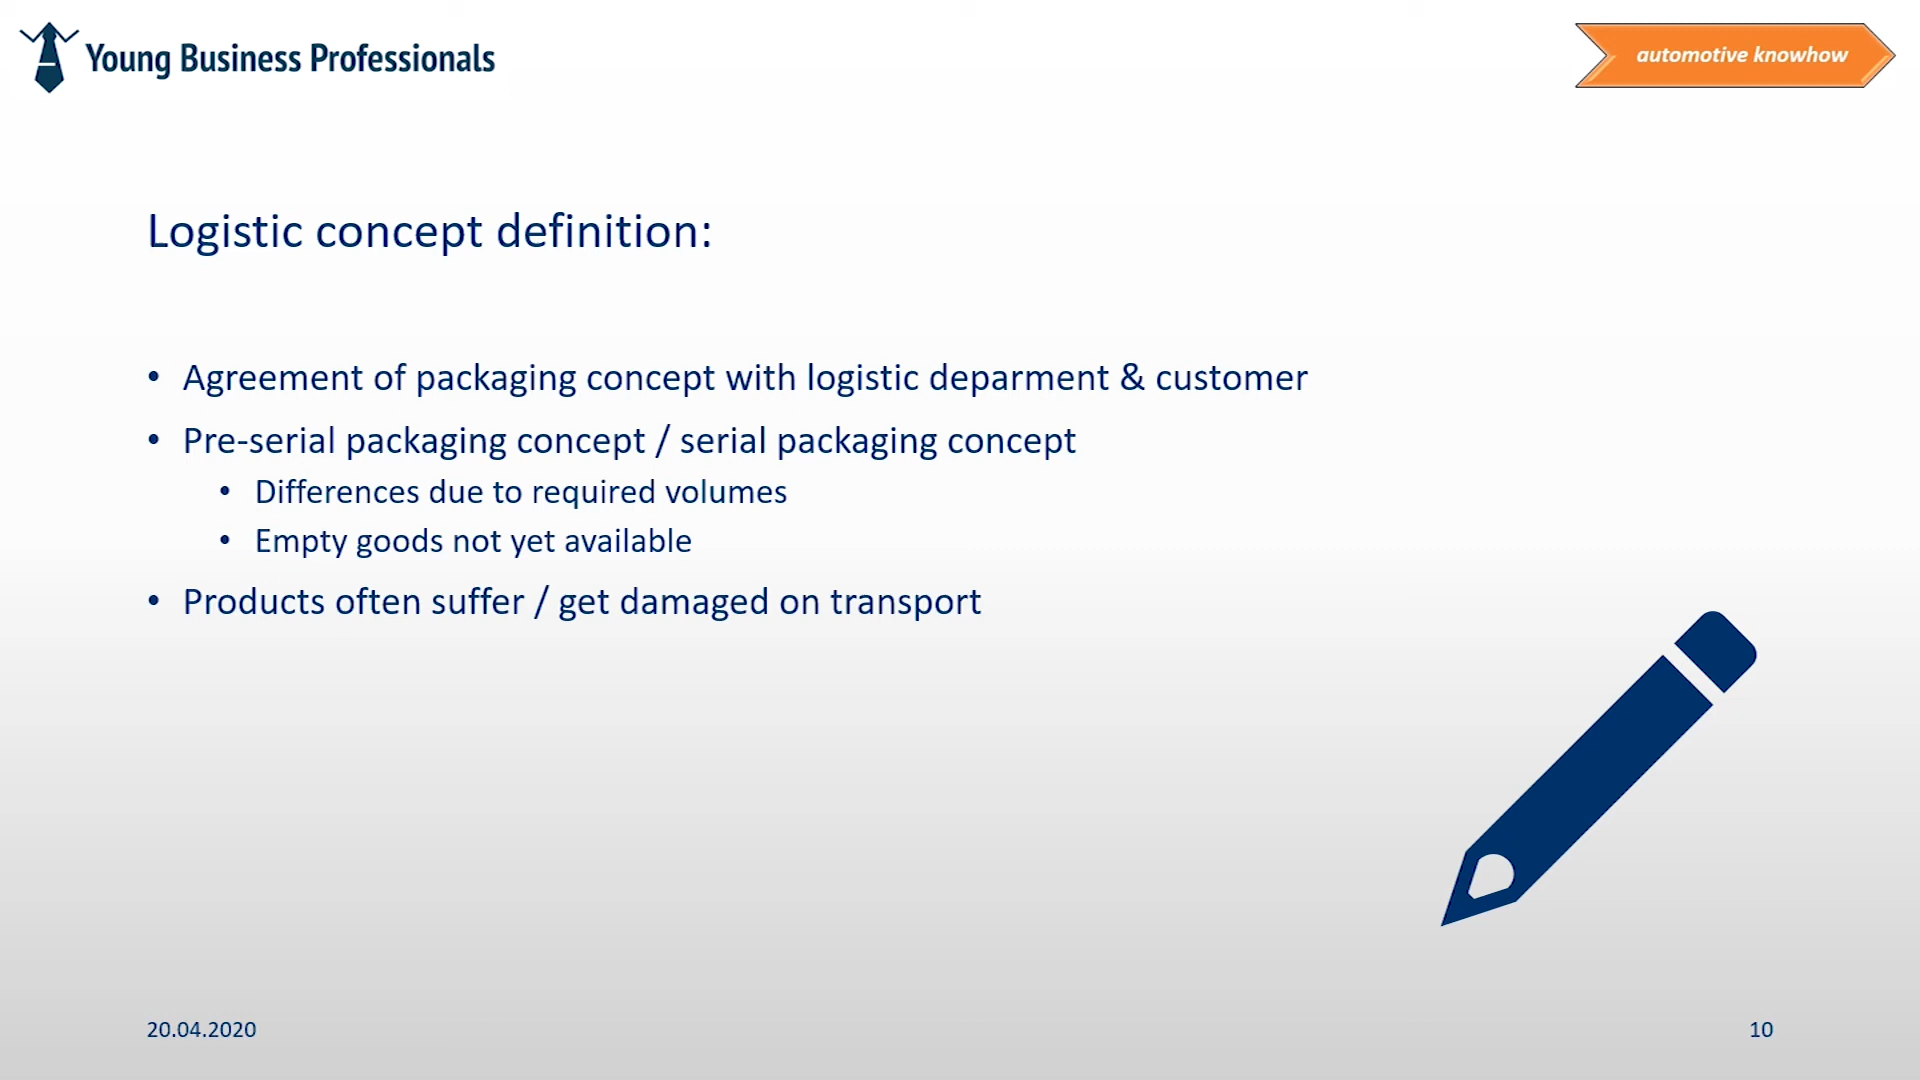 Young Business Professionals
automotive knowhow
Logistic concept definition:
• Agreement of packaging concept with logistic deparment & customer
• Pre-serial packaging concept / serial packaging concept
• Differences due to required volumes
• Empty goods not yet available
• Products often suffer / get damaged on transport
20.04.2020
10